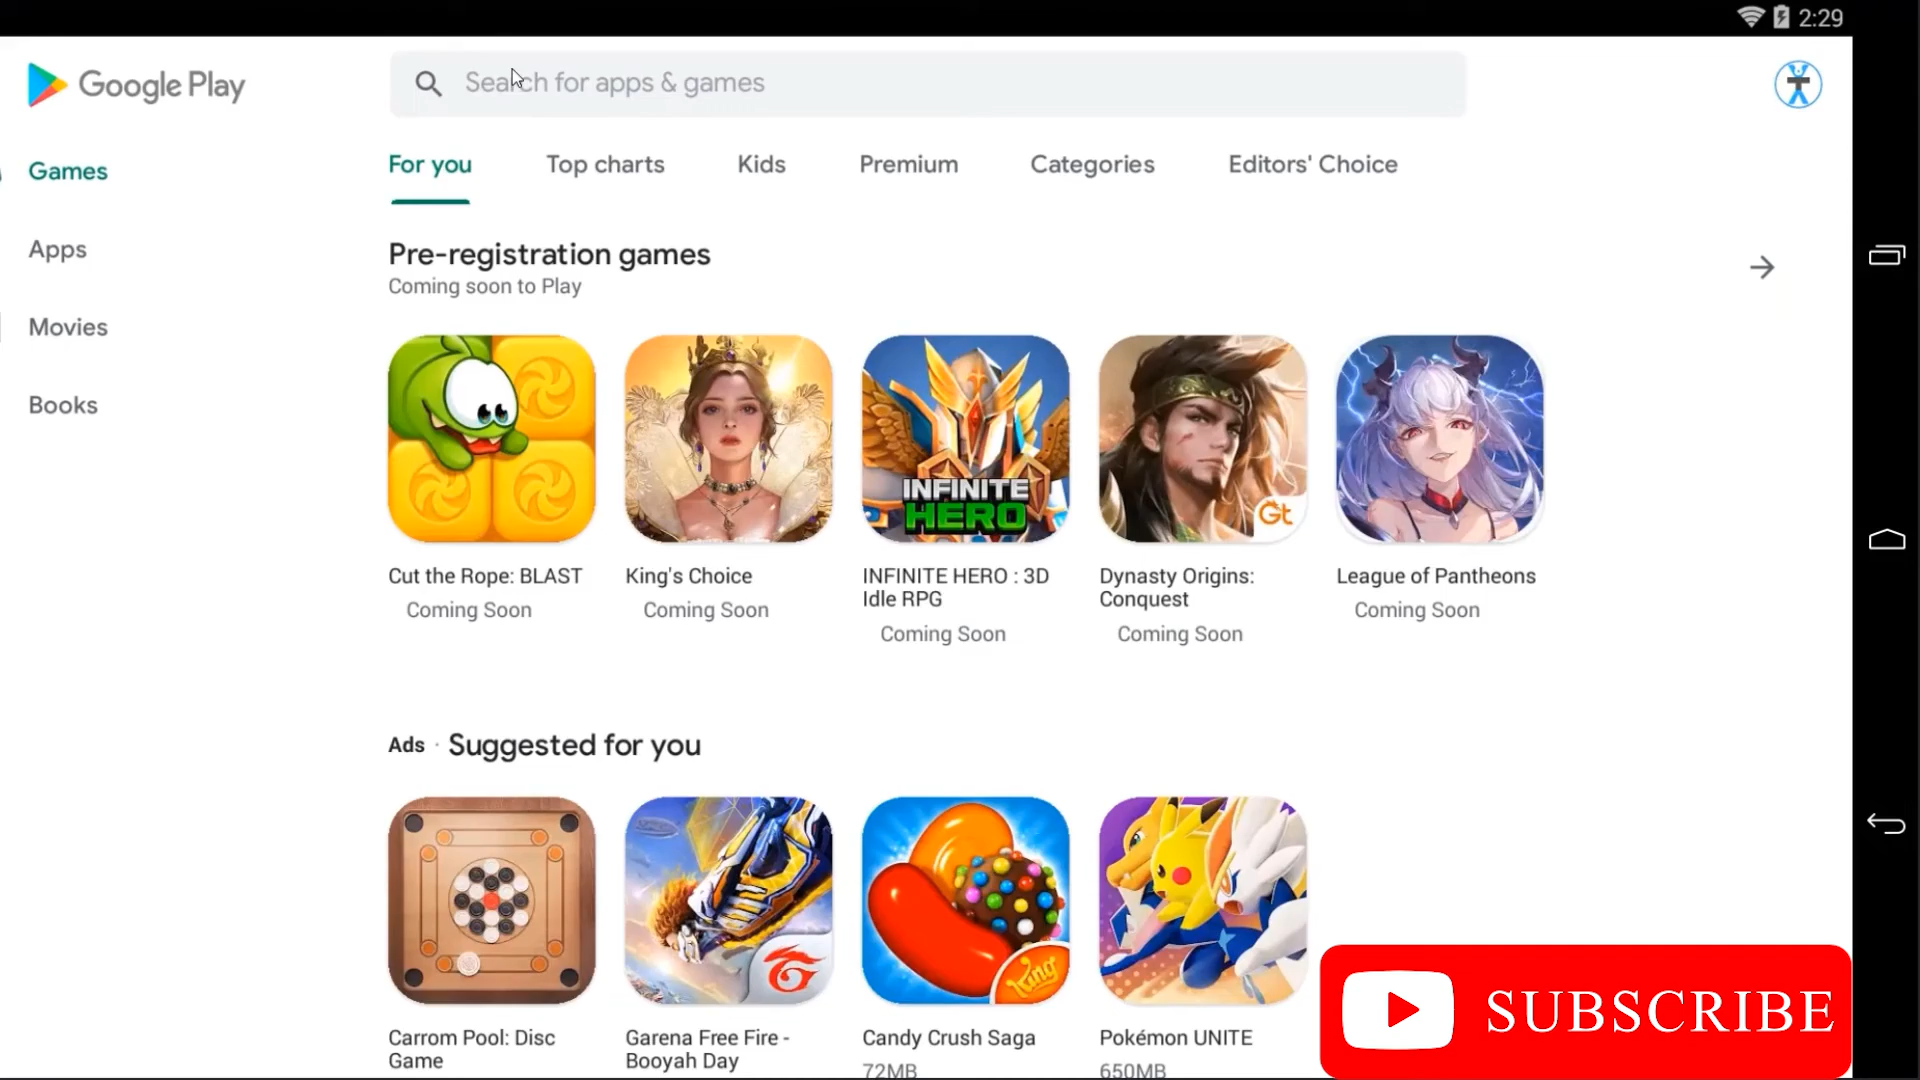 2:29
Google Play
Search for apps & games
Games
Apps
Movies
Books
For you
Top charts
Kids
Premium
Categories
Editors' Choice
Pre-registration games
Coming soon to Play
INFINITE
HERO
Gt
Cut the Rope: BLAST
Coming Soon
King's Choice
Coming Soon
INFINITE HERO : 3D
Idle RPG
Coming Soon
Dynasty Origins:
Conquest
Coming Soon
League of Pantheons
Coming Soon
Ads · Suggested for you
King
Carrom Pool: Disc
Game
Garena Free Fire -
Booyah Day
Candy Crush Saga
72MB
Pokémon UNITE
650MB
SUBSCRIBE